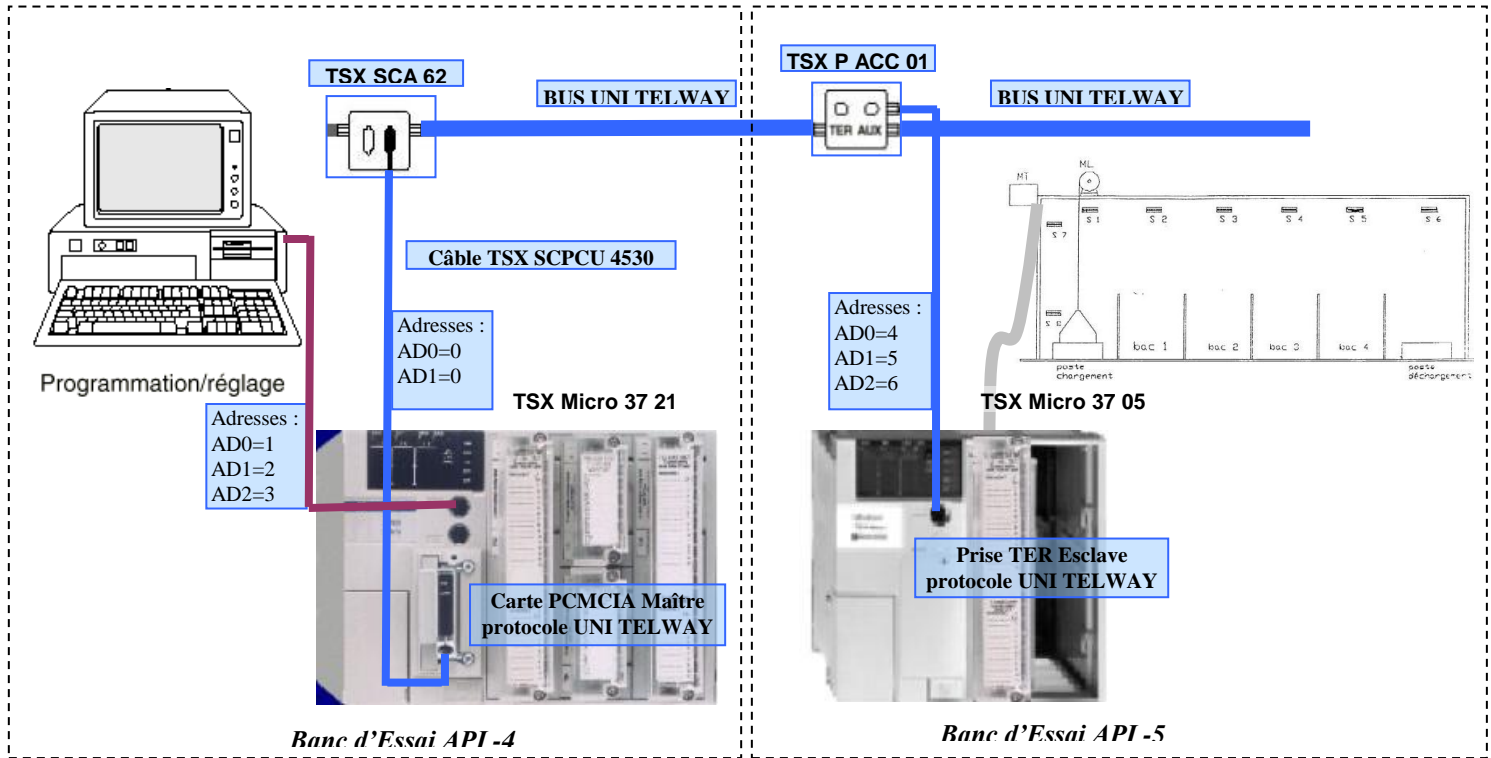 TSX SCA 62
BUS UNI TELWAY
TSX P ACC 01
BUS UNI TELWAY
TER AUX
MT
ML
S 1
S 2
S 3
S 4
S 5
S 6
S 7
bac 1
bac 2
bac 3
bac 4
poste
chargement
poste
déchargement
Câble TSX SCPCU 4530
Programmation/réglage
Adresses :
AD0=0
AD1=0
Adresses :
AD0=4
AD1=5
AD2=6
Adresses :
AD0=1
AD1=2
AD2=3
TSX Micro 37 21
TSX Micro 37 05
Carte PCMCIA Maître
protocole UNI TELWAY
Prise TER Esclave
protocole UNI TELWAY
Banc d'Essai API -4
Banc d'Essai API -5